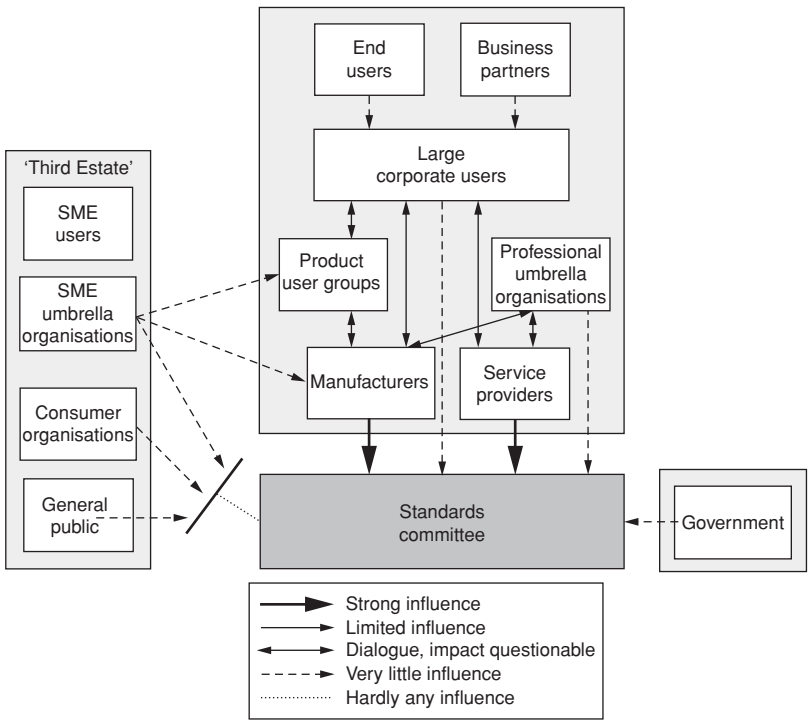 End
users
Business
partners
Large
corporate users
'Third Estate'
SME
users
SME
umbrella
organisations
Product
user groups
Professional
umbrella
organisations
Manufacturers
Service
providers
Consumer
organisations
General
public
Standards
committee
Government
Strong influence
Limited influence
Dialogue, impact questionable
Very little influence
Hardly any influence